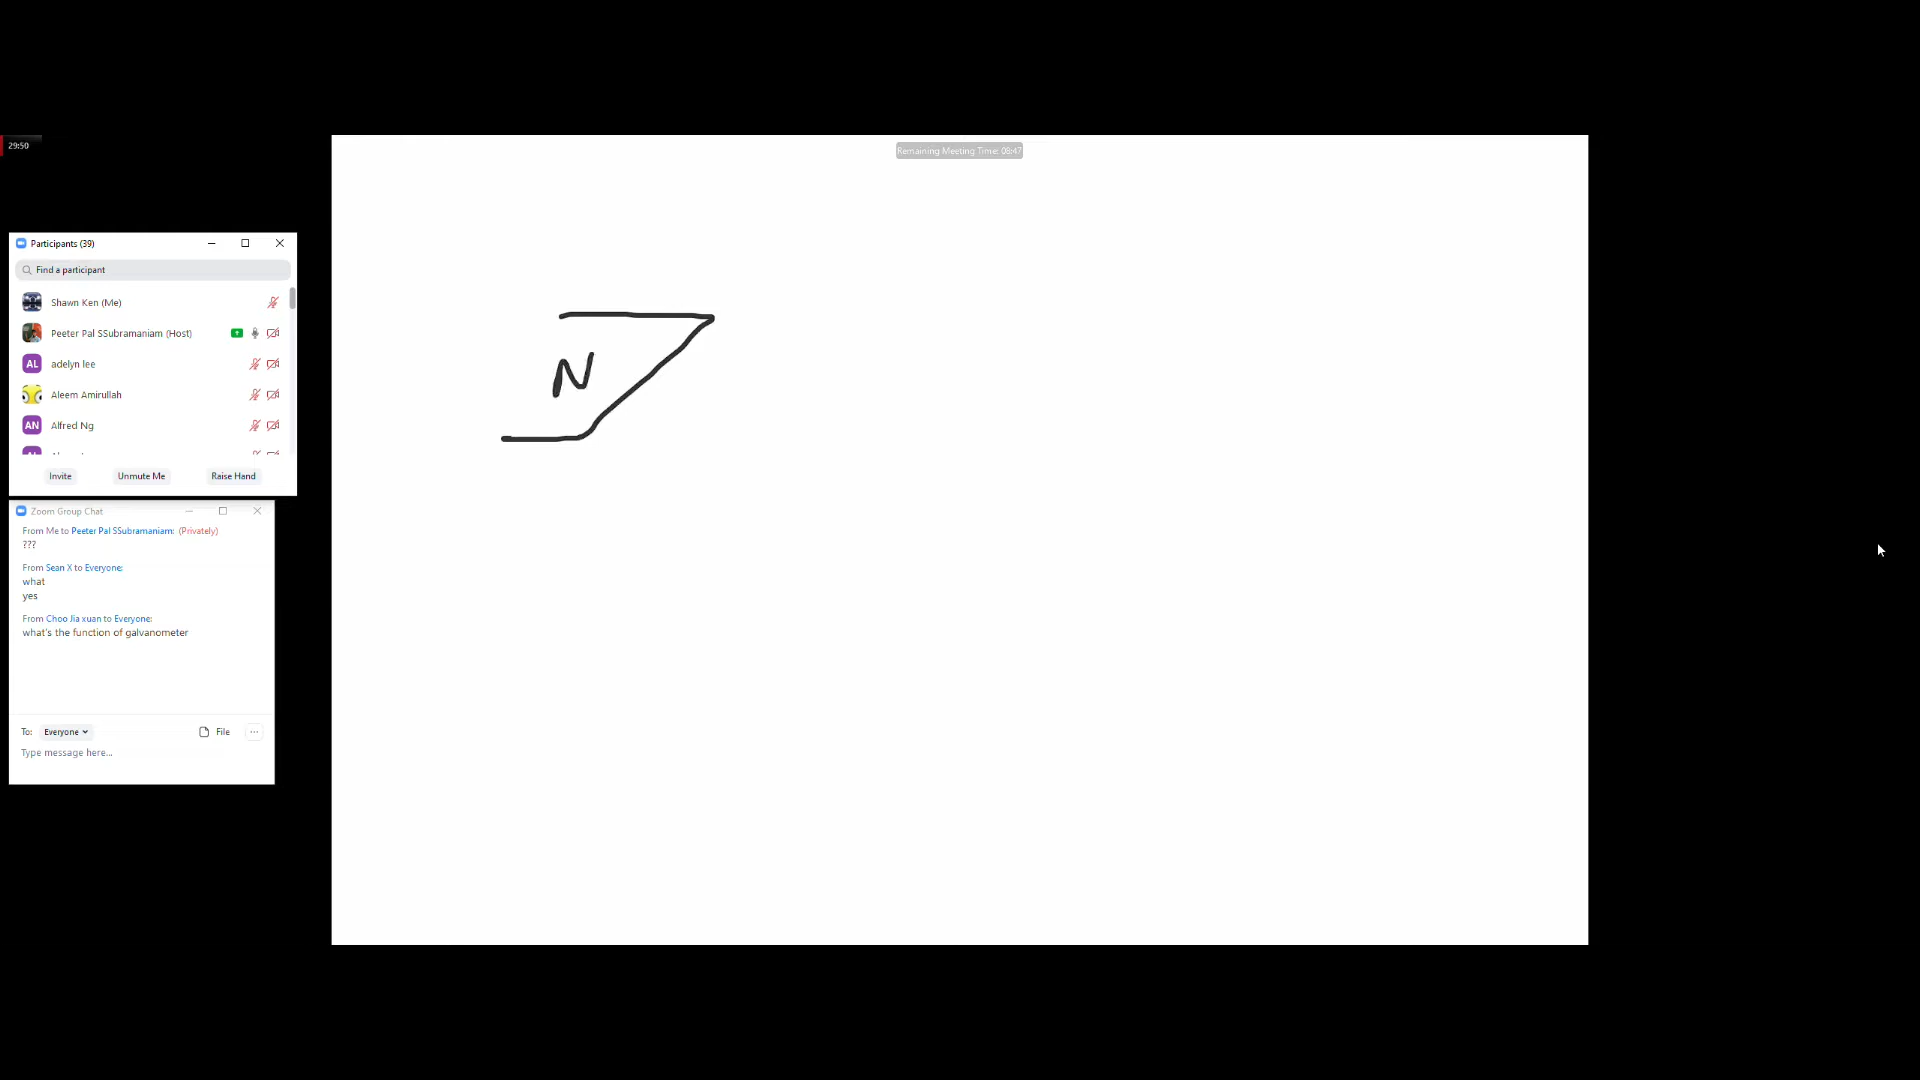 Remaining Meeting Time: 08:47
29:50
Participants (39)
Find a participant
Shawn Ken (Me)
Peeter Pal SSubramaniam (Host)
AL adelyn lee
Aleem Amirullah
AN Alfred Ng
Invite Unmute Me Raise Hand
Zoom Group Chat
From Me to Peeter Pal SSubramaniam: (Privately)
???
From Sean X to Everyone:
what
yes
From Choo Jia xuan to Everyone:
what's the function of galvanometer
To: Everyone File ...
Type message here...
N